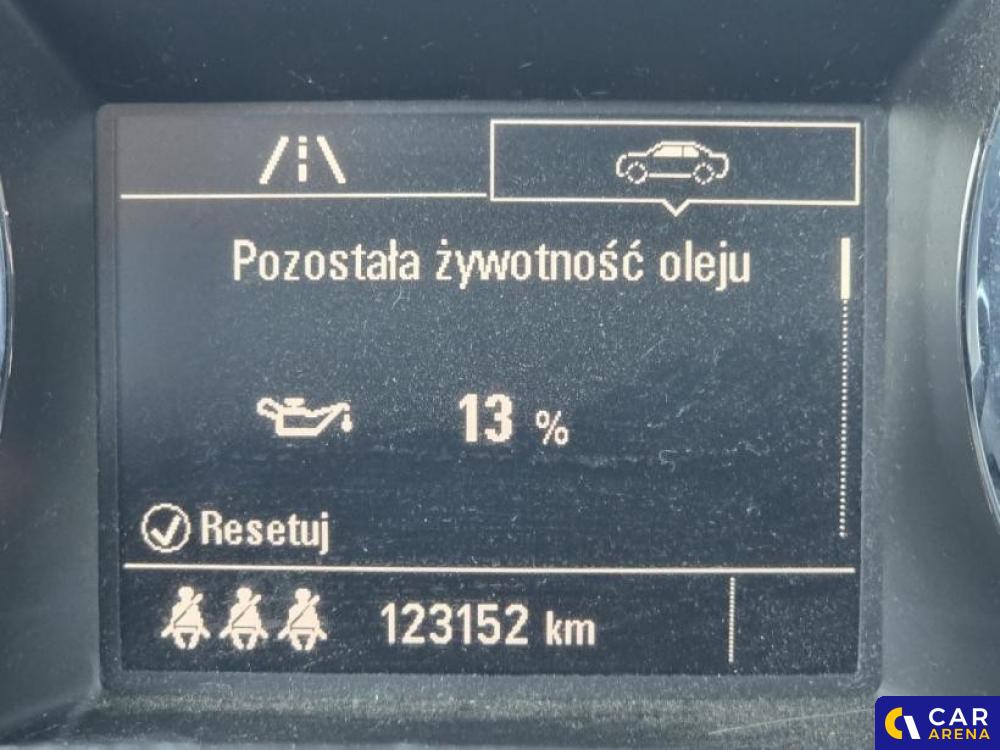 Pozostała żywotność oleju
13 %
Resetuj
123152 km
CAR
ARENA